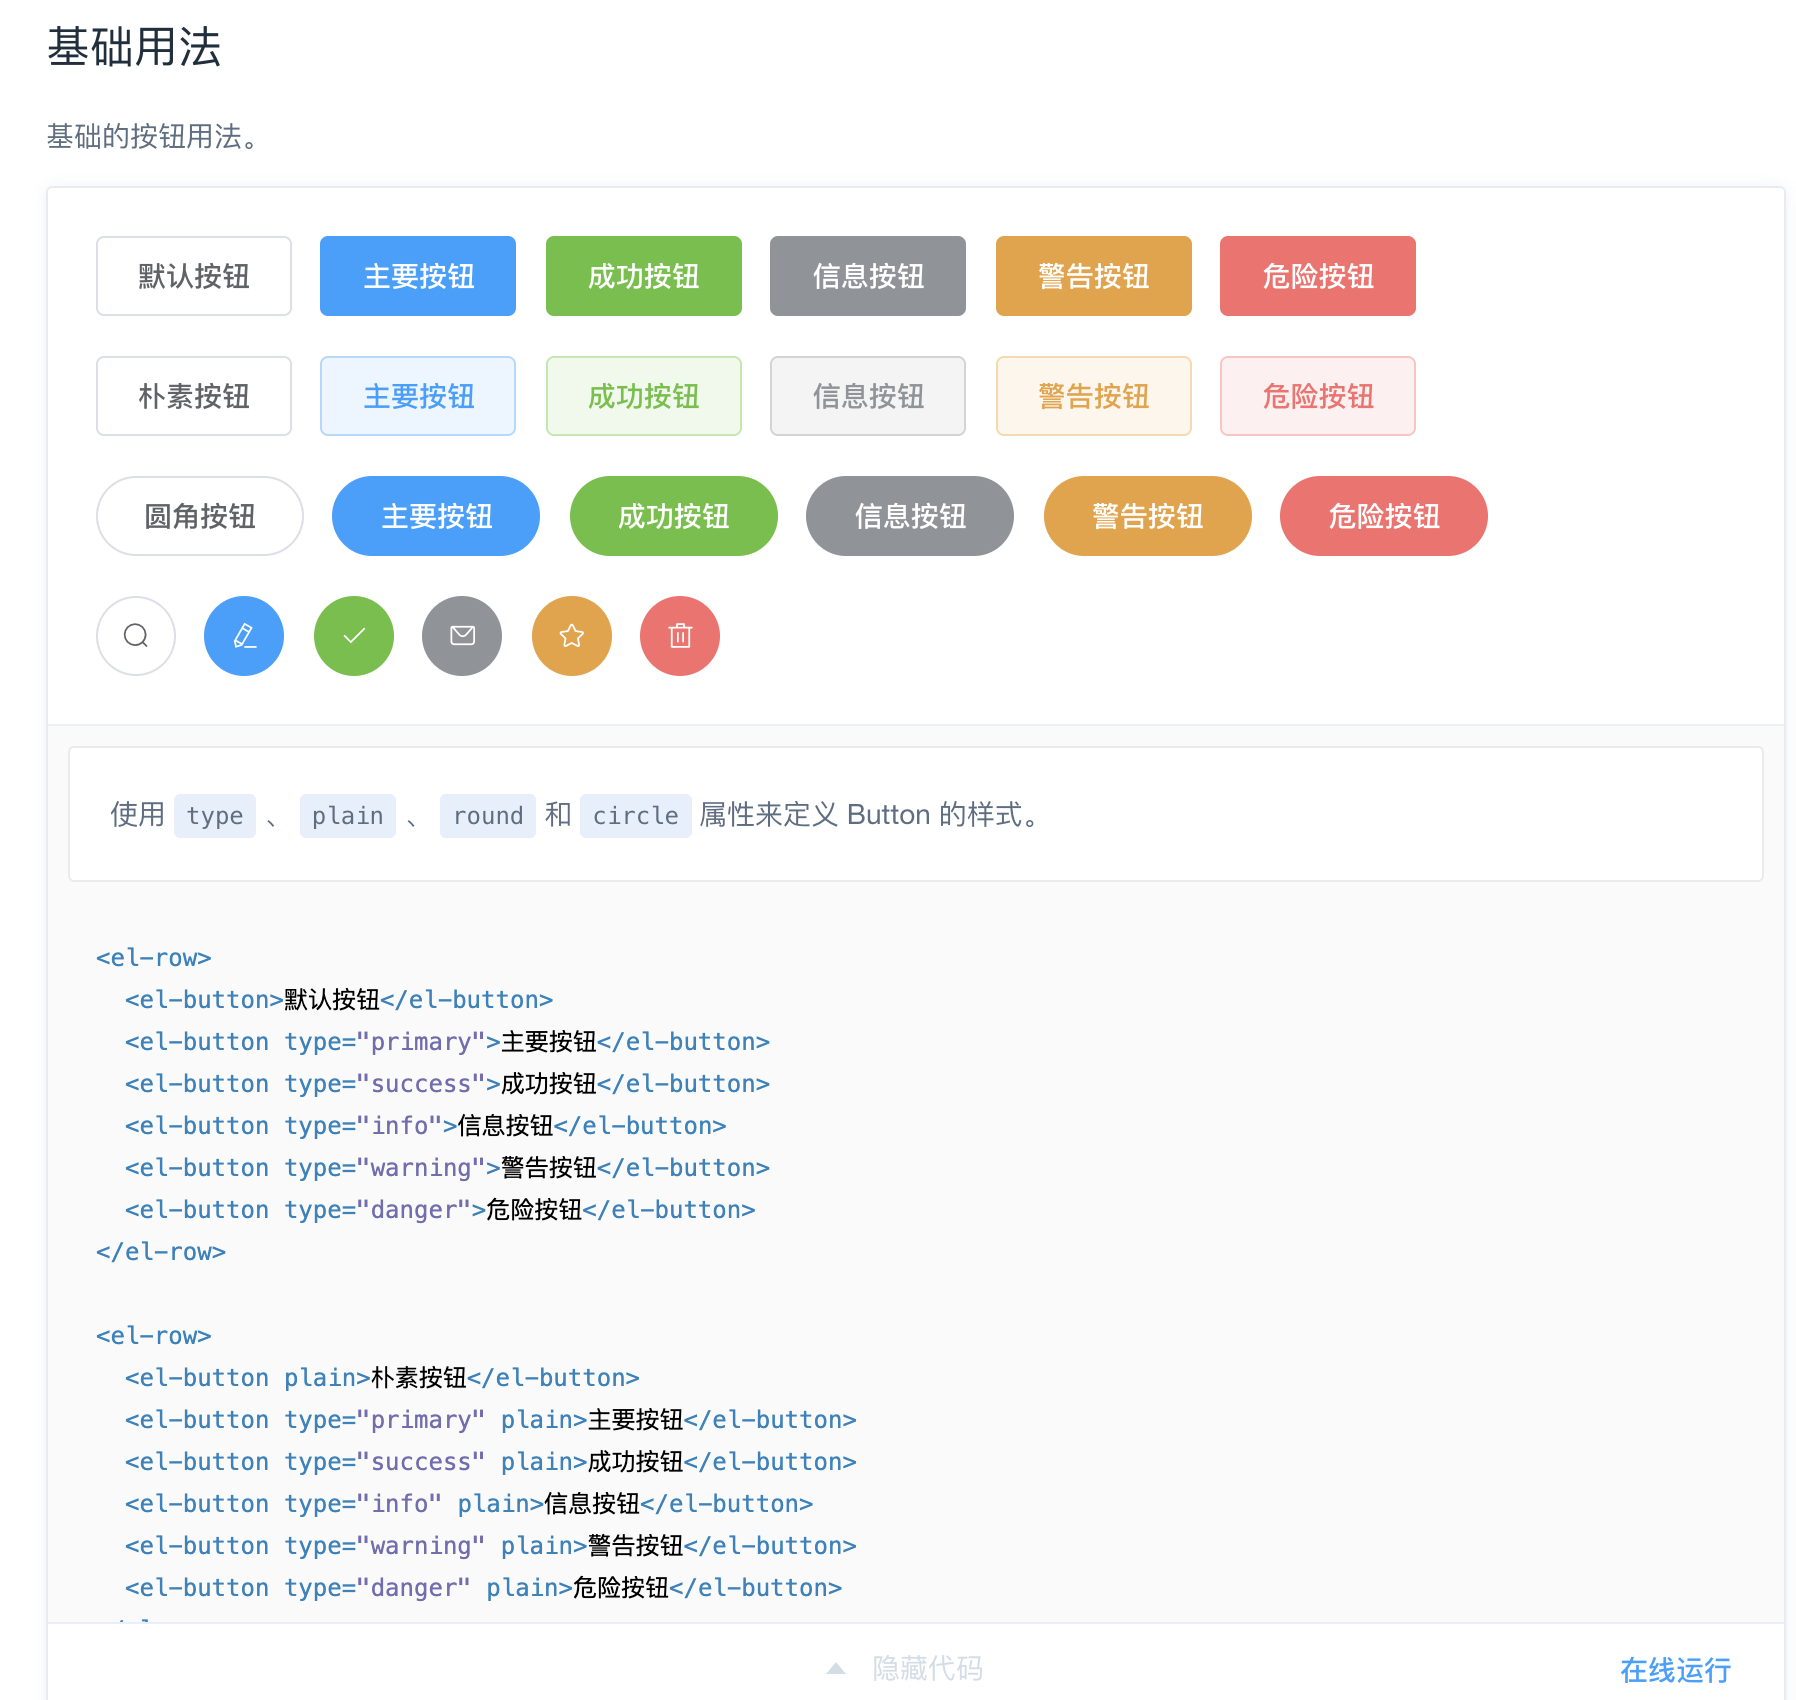 基础用法
基础的按钮用法。
默认按钮 主要按钮 成功按钮 信息按钮 警告按钮 危险按钮
朴素按钮 主要按钮 成功按钮 信息按钮 警告按钮 危险按钮
圆角按钮 主要按钮 成功按钮 信息按钮 警告按钮 危险按钮
使用 type 、 plain 、 round 和 circle 属性来定义 Button 的样式。
<el-row>
  <el-button>默认按钮</el-button>
  <el-button type="primary">主要按钮</el-button>
  <el-button type="success">成功按钮</el-button>
  <el-button type="info">信息按钮</el-button>
  <el-button type="warning">警告按钮</el-button>
  <el-button type="danger">危险按钮</el-button>
</el-row>
<el-row>
  <el-button plain>朴素按钮</el-button>
  <el-button type="primary" plain>主要按钮</el-button>
  <el-button type="success" plain>成功按钮</el-button>
  <el-button type="info" plain>信息按钮</el-button>
  <el-button type="warning" plain>警告按钮</el-button>
  <el-button type="danger" plain>危险按钮</el-button>
隐藏代码 在线运行